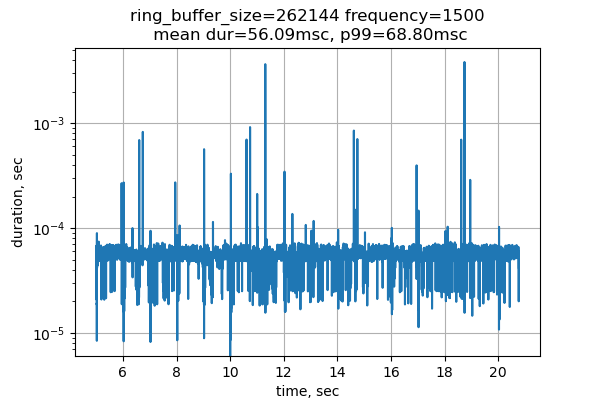 ring_buffer_size=262144 frequency=1500
mean dur=56.09msc, p99=68.80msc
duration, sec
10⁻³
10⁻⁴
10⁻⁵
6 8 10 12 14 16 18 20
time, sec